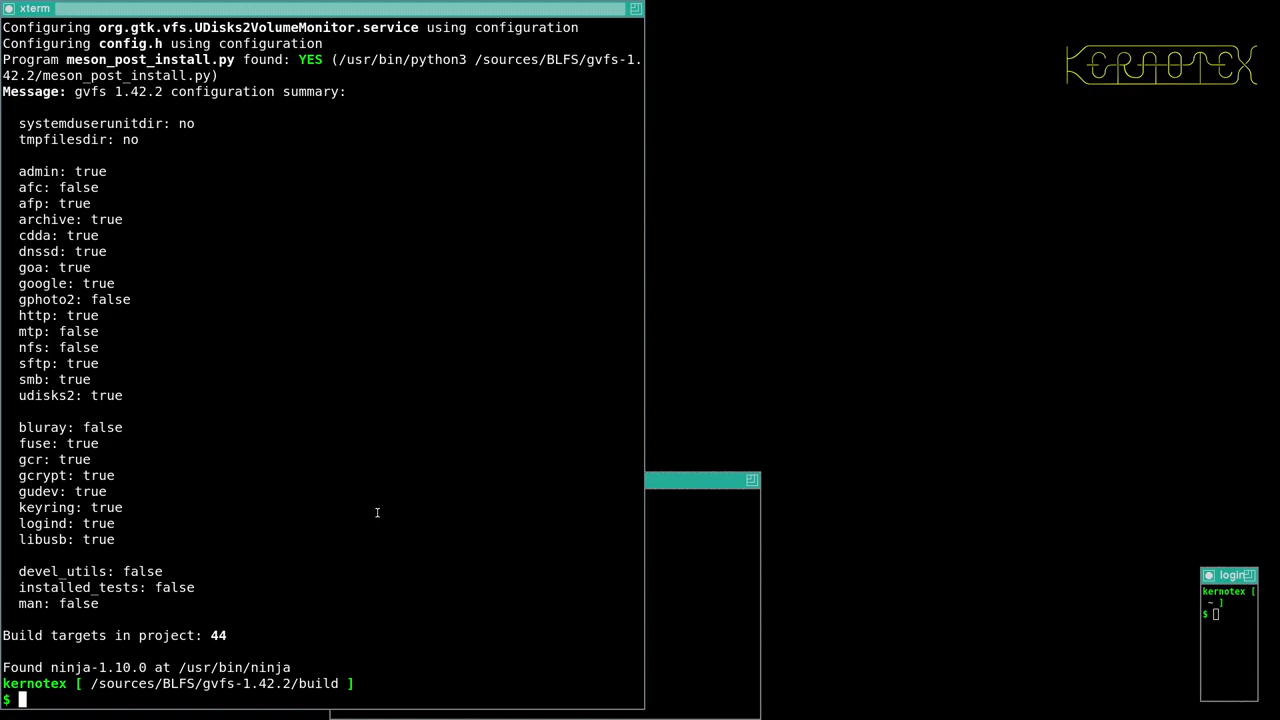 xterm
Configuring org.gtk.vfs.UDisks2VolumeMonitor.service using configuration
Configuring config.h using configuration
Program meson_post_install.py found: YES (/usr/bin/python3 /sources/BLFS/gvfs-1.
42.2/meson_post_install.py)
Message: gvfs 1.42.2 configuration summary:
systemduserunitdir: no
tmpfilesdir: no
admin: true
afc: false
afp: true
archive: true
cdda: true
dnssd: true
goa: true
google: true
gphoto2: false
http: true
mtp: false
nfs: false
sftp: true
smb: true
udisks2: true
bluray: false
fuse: true
gcr: true
gcrypt: true
gudev: true
keyring: true
logind: true
libusb: true
devel_utils: false
installed_tests: false
man: false
Build targets in project: 44
Found ninja-1.10.0 at /usr/bin/ninja
kernotex [ /sources/BLFS/gvfs-1.42.2/build ]
$
KERNOTEX
login
kernotex [
~ ]
$